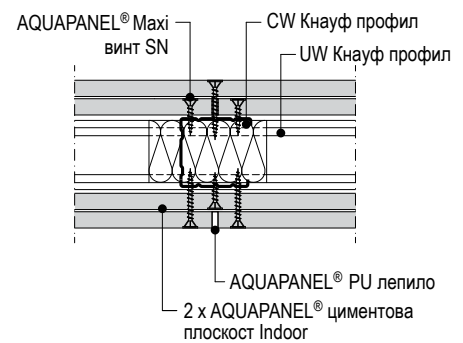 AQUAPANEL® Maxi
винт SN
CW Кнауф профил
UW Кнауф профил
AQUAPANEL® PU лепило
2 x AQUAPANEL® циментова
плоскост Indoor